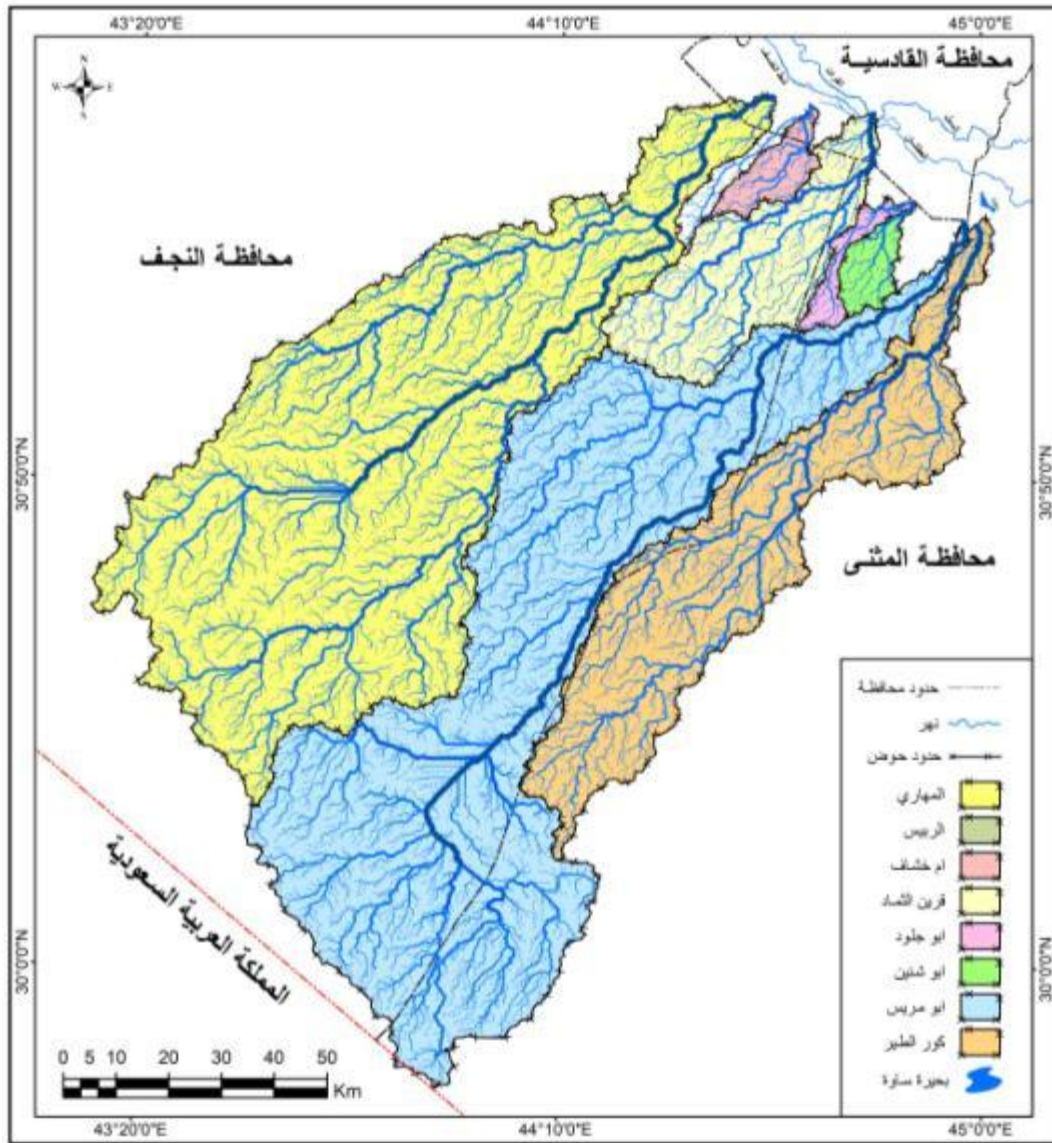 43°20'0"E 44°10'0"E 45°0'0"E
محافظة القادسية
N
W E
S
محافظة النجف
30°50'0"N 30°50'0"N
محافظة المثنى
المملكة العربية السعودية
30°0'0"N 30°0'0"N
حدود محافظة
نهر
حدود حوض
المهاري
الربيس
ام خشاف
قرين الثماد
ابو جلود
ابو شنين
ابو مريس
كور الطير
بحيرة ساوة
0 5 10 20 30 40 50
Km
43°20'0"E 44°10'0"E 45°0'0"E